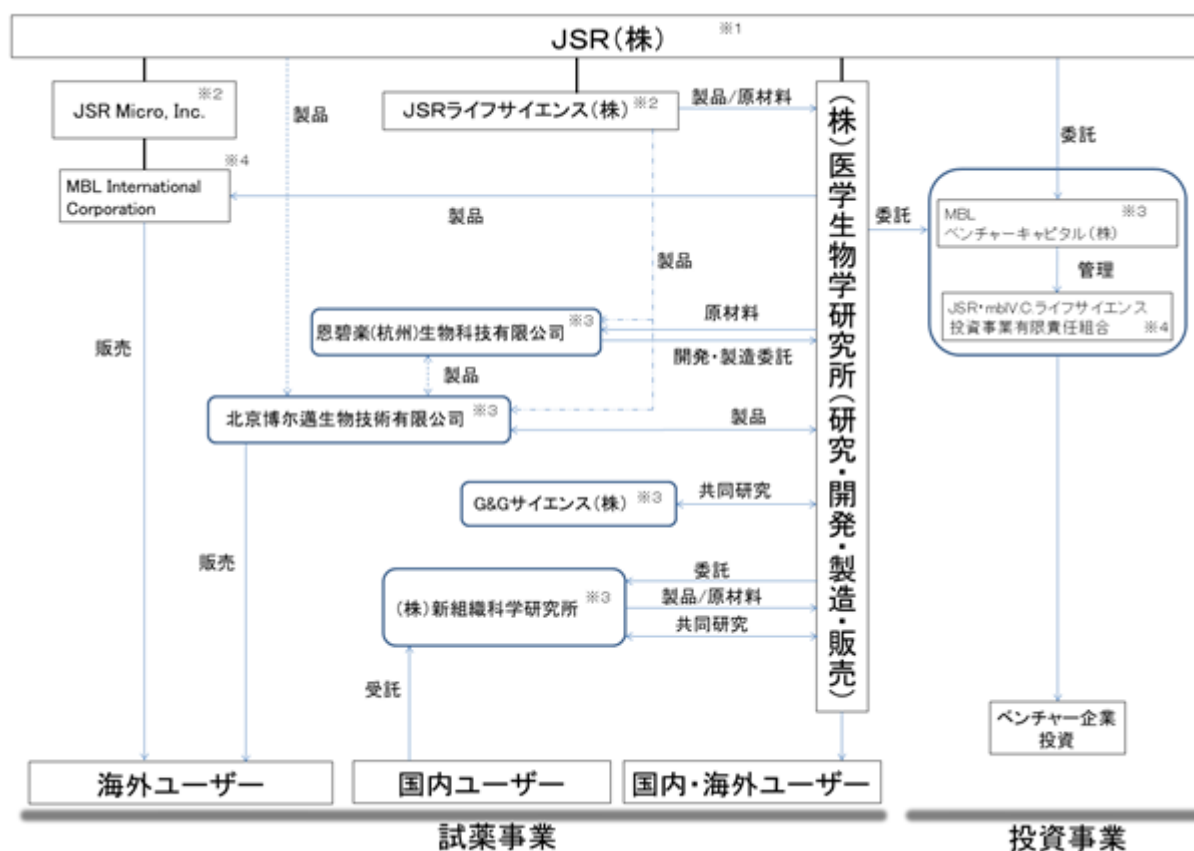 JSR(株) ※1
※2
JSR Micro, Inc.
製品
JSRライフサイエンス(株) ※2
製品/原材料
(株)医学生物学研究所(研究・開発・製造・販売)
委託
※4
MBL International
Corporation
製品
委託
MBL ※3
ベンチャーキャピタル(株)
管理
JSR・mblV.C.ライフサイエンス
投資事業有限責任組合 ※4
製品
恩碧楽(杭州)生物科技有限公司 ※3
原材料
開発・製造委託
販売
製品
北京博尔邁生物技術有限公司 ※3
製品
G&Gサイエンス(株) ※3
共同研究
販売
委託
(株)新組織科学研究所 ※3
製品/原材料
共同研究
受託
ベンチャー企業
投資
海外ユーザー
国内ユーザー
国内・海外ユーザー
試薬事業
投資事業